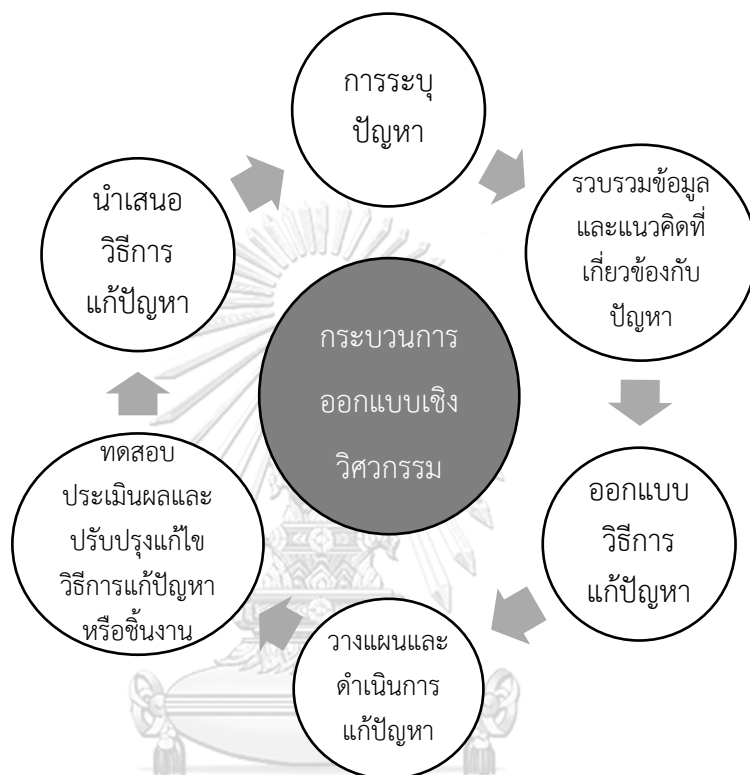 การระบุ
ปัญหา
รวบรวมข้อมูล
และแนวคิดที่
เกี่ยวข้องกับ
ปัญหา
ออกแบบ
วิธีการ
แก้ปัญหา
วางแผนและ
ดำเนินการ
แก้ปัญหา
ทดสอบ
ประเมินผลและ
ปรับปรุงแก้ไข
วิธีการแก้ปัญหา
หรือชิ้นงาน
นำเสนอ
วิธีการ
แก้ปัญหา
กระบวนการ
ออกแบบเชิง
วิศวกรรม